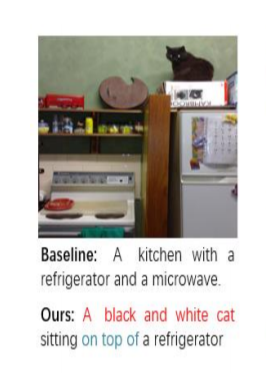 Baseline: A kitchen with a
refrigerator and a microwave.
Ours: A black and white cat
sitting on top of a refrigerator